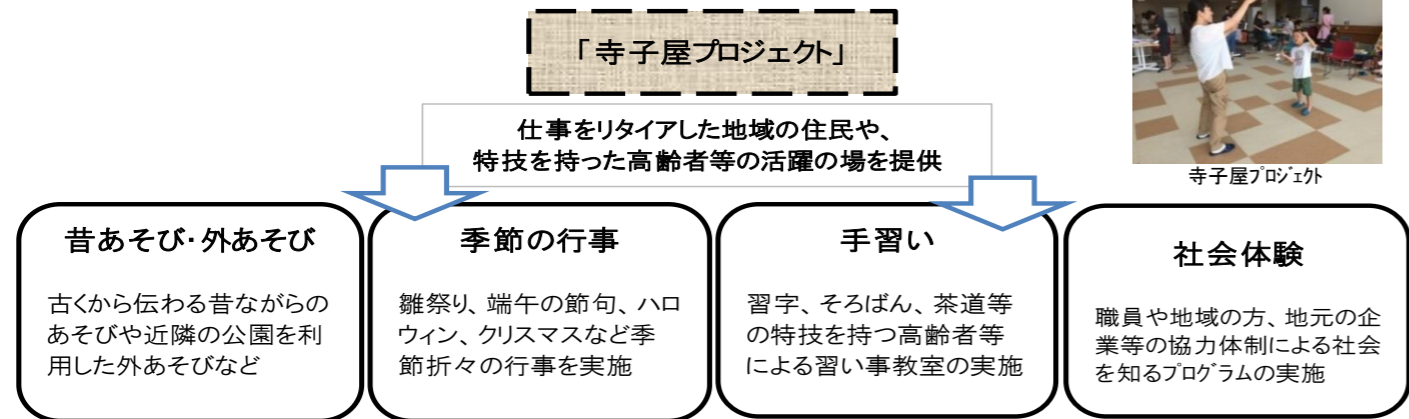 「寺子屋プロジェクト」
仕事をリタイアした地域の住民や、
特技を持った高齢者等の活躍の場を提供
寺子屋プロジェクト
昔あそび・外あそび
古くから伝わる昔ながらの
あそびや近隣の公園を利
用した外あそびなど
季節の行事
雛祭り、端午の節句、ハロ
ウィン、クリスマスなど季
節折々の行事を実施
手習い
習字、そろばん、茶道等
の特技を持つ高齢者等
による習い事教室の実施
社会体験
職員や地域の方、地元の企
業等の協力体制による社会
を知るプログラムの実施